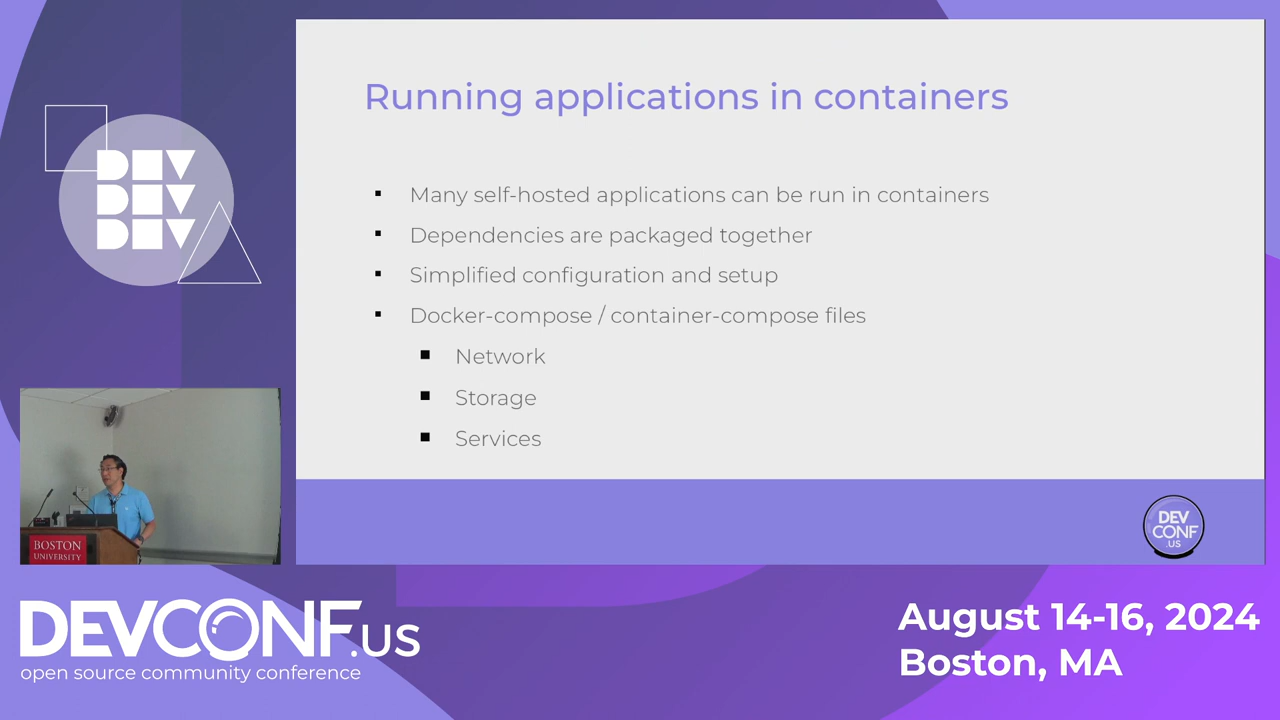 Running applications in containers
Many self-hosted applications can be run in containers
Dependencies are packaged together
Simplified configuration and setup
Docker-compose / container-compose files
Network
Storage
Services
DEV
DEV
DEV
BOSTON
UNIVERSITY
DEV
CONF
.US
DEVCONF.US
open source community conference
August 14-16, 2024
Boston, MA